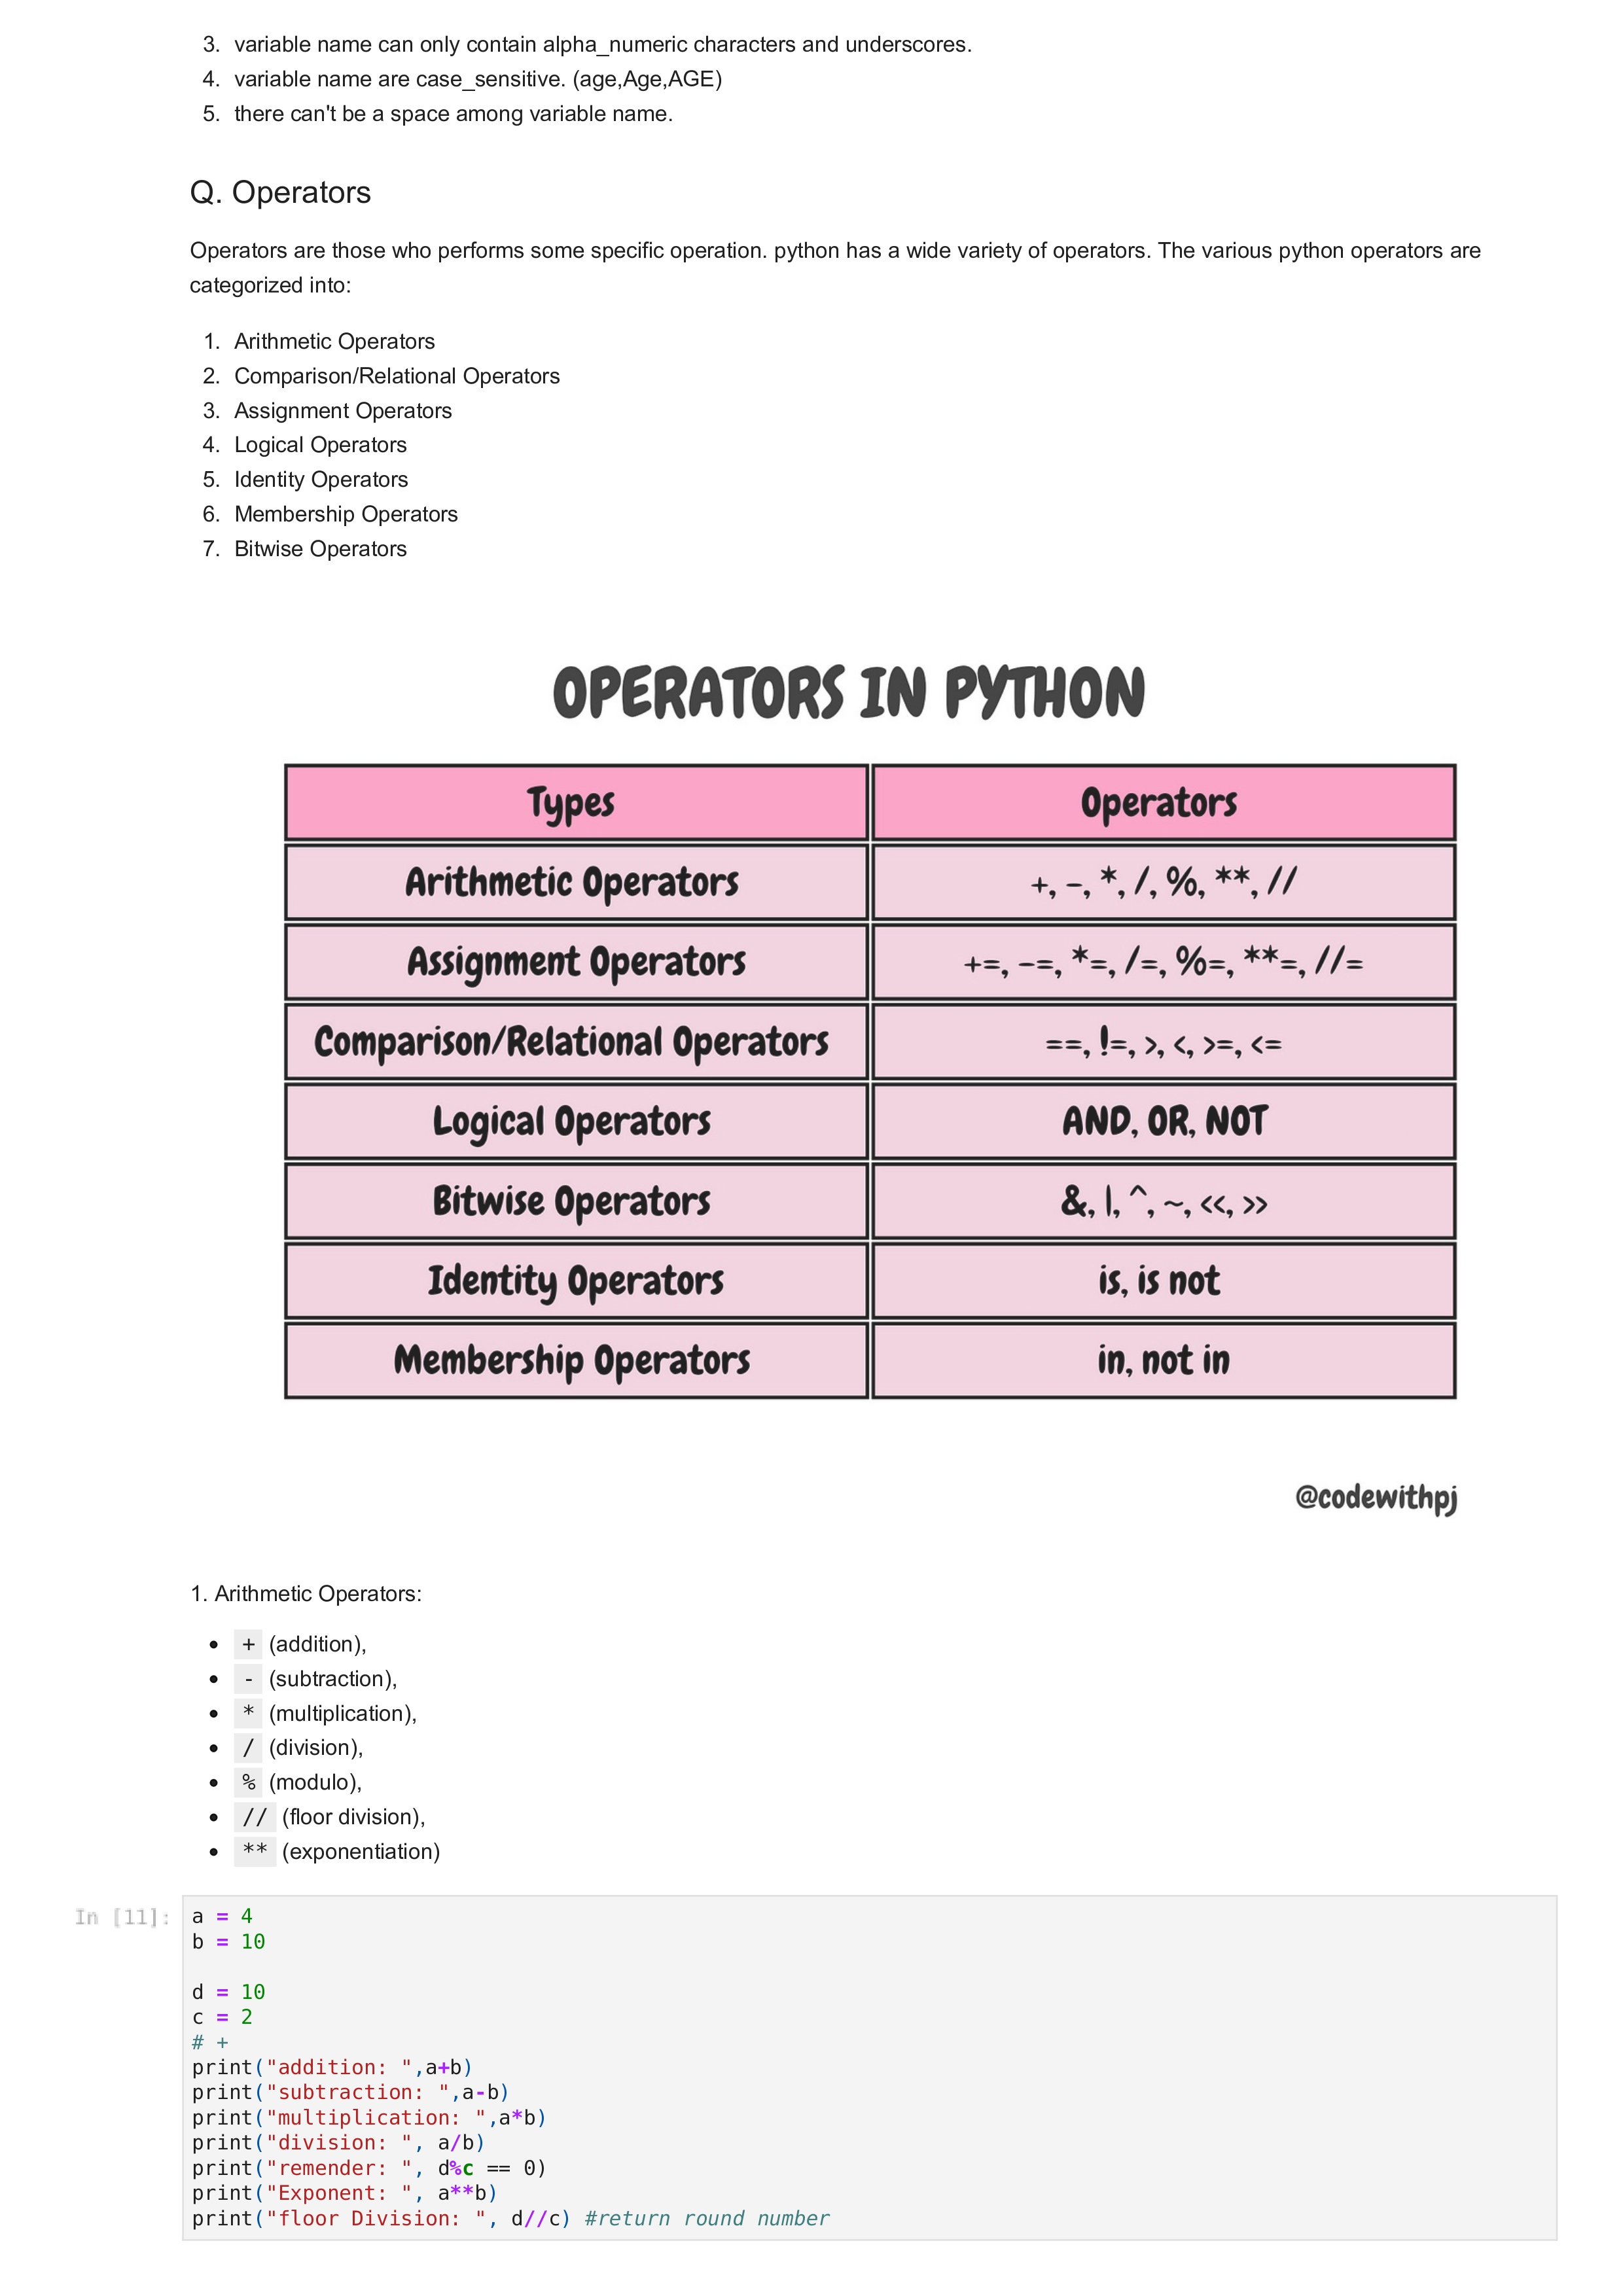 3. variable name can only contain alpha_numeric characters and underscores.
4. variable name are case_sensitive. (age,Age,AGE)
5. there can't be a space among variable name.
Q. Operators
Operators are those who performs some specific operation. python has a wide variety of operators. The various python operators are
categorized into:
1. Arithmetic Operators
2. Comparison/Relational Operators
3. Assignment Operators
4. Logical Operators
5. Identity Operators
6. Membership Operators
7. Bitwise Operators
OPERATORS IN PYTHON
Types Operators
Arithmetic Operators +, -, *, /, %, **, //
Assignment Operators +=, -=, *=, /=, %=, **=, //=
Comparison/Relational Operators ==, !=, >, <, >=, <=
Logical Operators AND, OR, NOT
Bitwise Operators &, |, ^, ~, <<, >>
Identity Operators is, is not
Membership Operators in, not in
@codewithpj
1. Arithmetic Operators:
• + (addition),
• - (subtraction),
• * (multiplication),
• / (division),
• % (modulo),
• // (floor division),
• ** (exponentiation)
In [11]: a = 4
b = 10
d = 10
c = 2
# +
print("addition: ",a+b)
print("subtraction: ",a-b)
print("multiplication: ",a*b)
print("division: ", a/b)
print("remender: ", d%c == 0)
print("Exponent: ", a**b)
print("floor Division: ", d//c) #return round number